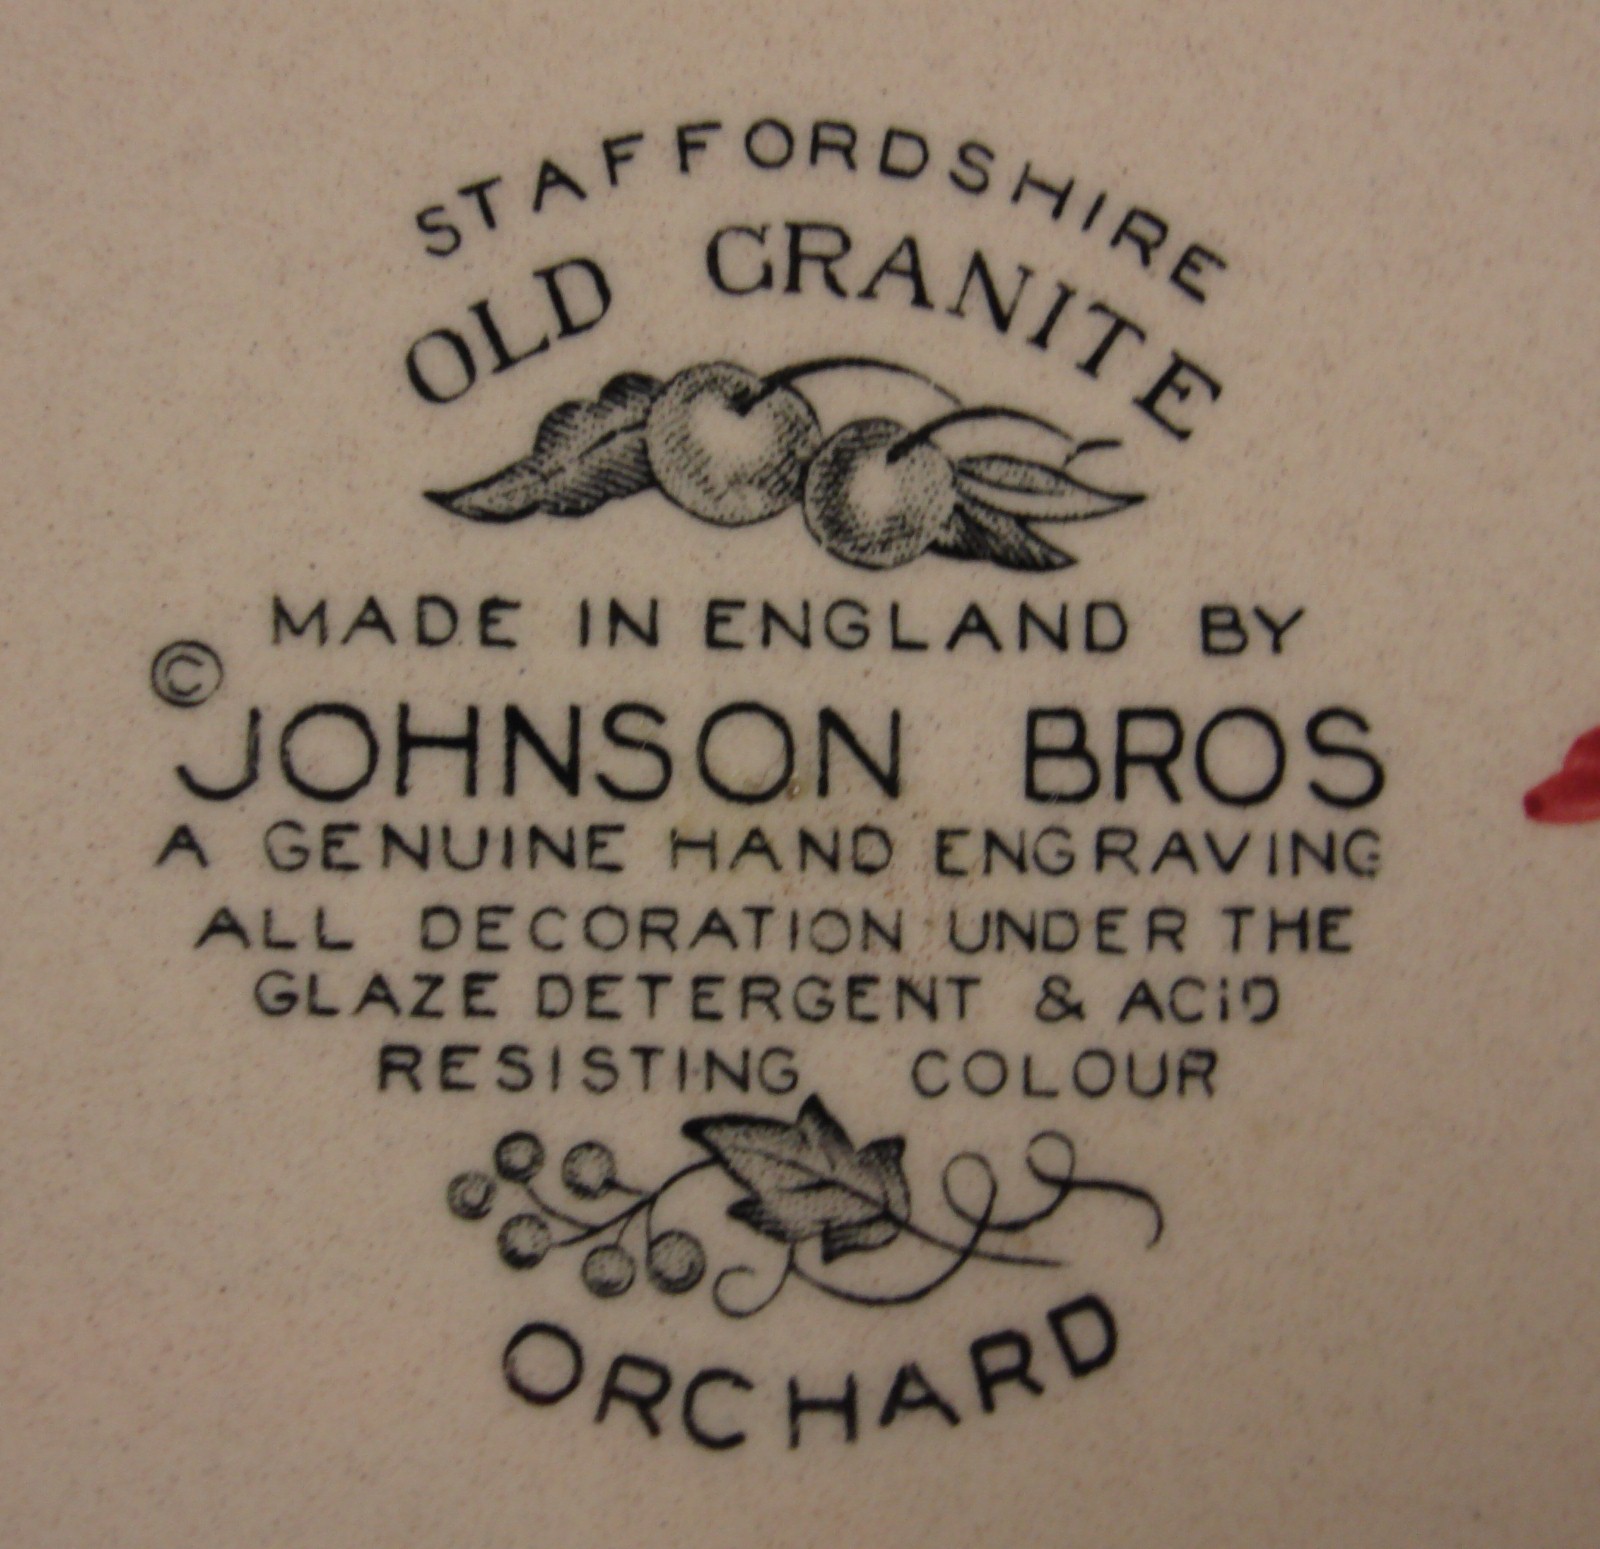 STAFFORDSHIRE
OLD GRANITE
MADE IN ENGLAND BY
© JOHNSON BROS
A GENUINE HAND ENGRAVING
ALL DECORATION UNDER THE
GLAZE DETERGENT & ACiD
RESISTING COLOUR
ORCHARD